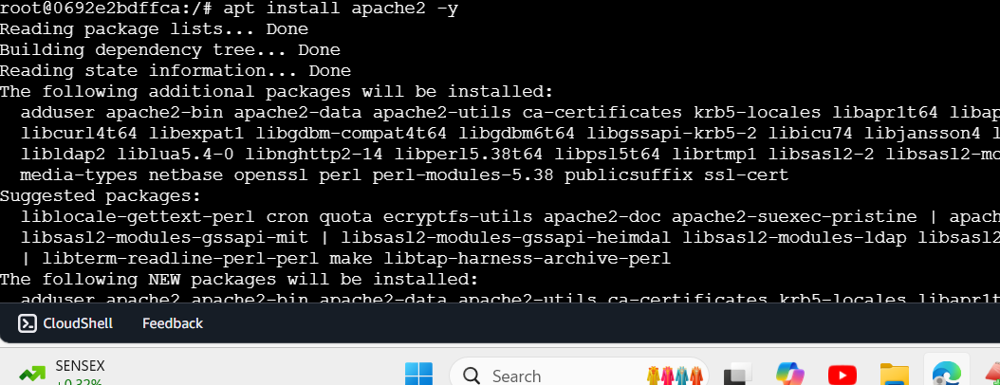 root@0692e2bdffca:/# apt install apache2 -y
Reading package lists... Done
Building dependency tree... Done
Reading state information... Done
The following additional packages will be installed:
adduser apache2-bin apache2-data apache2-utils ca-certificates krb5-locales libapr1t64 libap
libcurl4t64 libexpat1 libgdbm-compat4t64 libgdbm6t64 libgssapi-krb5-2 libicu74 libjansson4 l
libldap2 liblua5.4-0 libnghttp2-14 libperl5.38t64 libpsl5t64 librtmp1 libsasl2-2 libsasl2-mo
media-types netbase openssl perl perl-modules-5.38 publicsuffix ssl-cert
Suggested packages:
liblocale-gettext-perl cron quota ecryptfs-utils apache2-doc apache2-suexec-pristine | apach
libsasl2-modules-gssapi-mit | libsasl2-modules-gssapi-heimdal libsasl2-modules-ldap libsasl2
| libterm-readline-perl-perl make libtap-harness-archive-perl
The following NEW packages will be installed:
adduser apache2 apache2-bin apache2-data apache2-utils ca-certificates krb5-locales libapr1t
CloudShell Feedback
SENSEX
+0.32%
Search